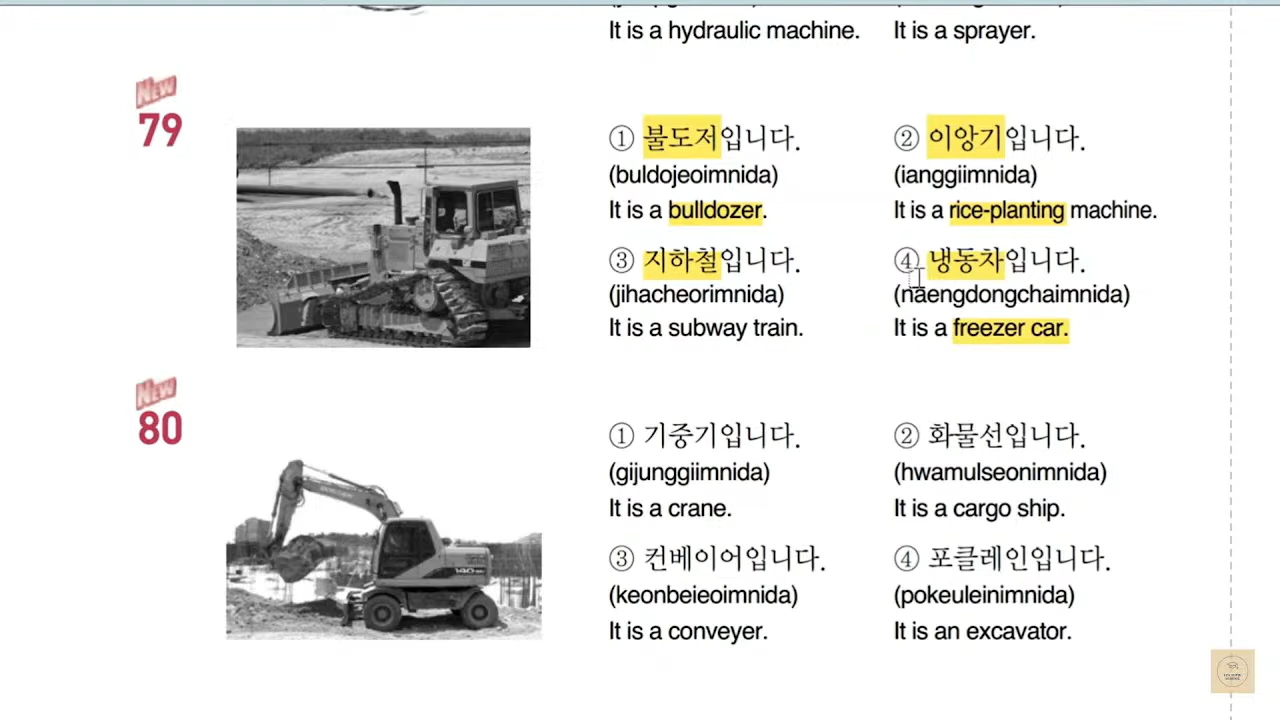 It is a hydraulic machine. It is a sprayer.
NEW
79
① 불도저입니다. ② 이앙기입니다.
(buldojeoimnida) (ianggiimnida)
It is a bulldozer. It is a rice-planting machine.
③ 지하철입니다. ④ 냉동차입니다.
(jihacheorimnida) (naengdongchaimnida)
It is a subway train. It is a freezer car.
NEW
80
① 기중기입니다. ② 화물선입니다.
(gijunggiimnida) (hwamulseonimnida)
It is a crane. It is a cargo ship.
③ 컨베이어입니다. ④ 포클레인입니다.
(keonbeieoimnida) (pokeuleinimnida)
It is a conveyer. It is an excavator.
140